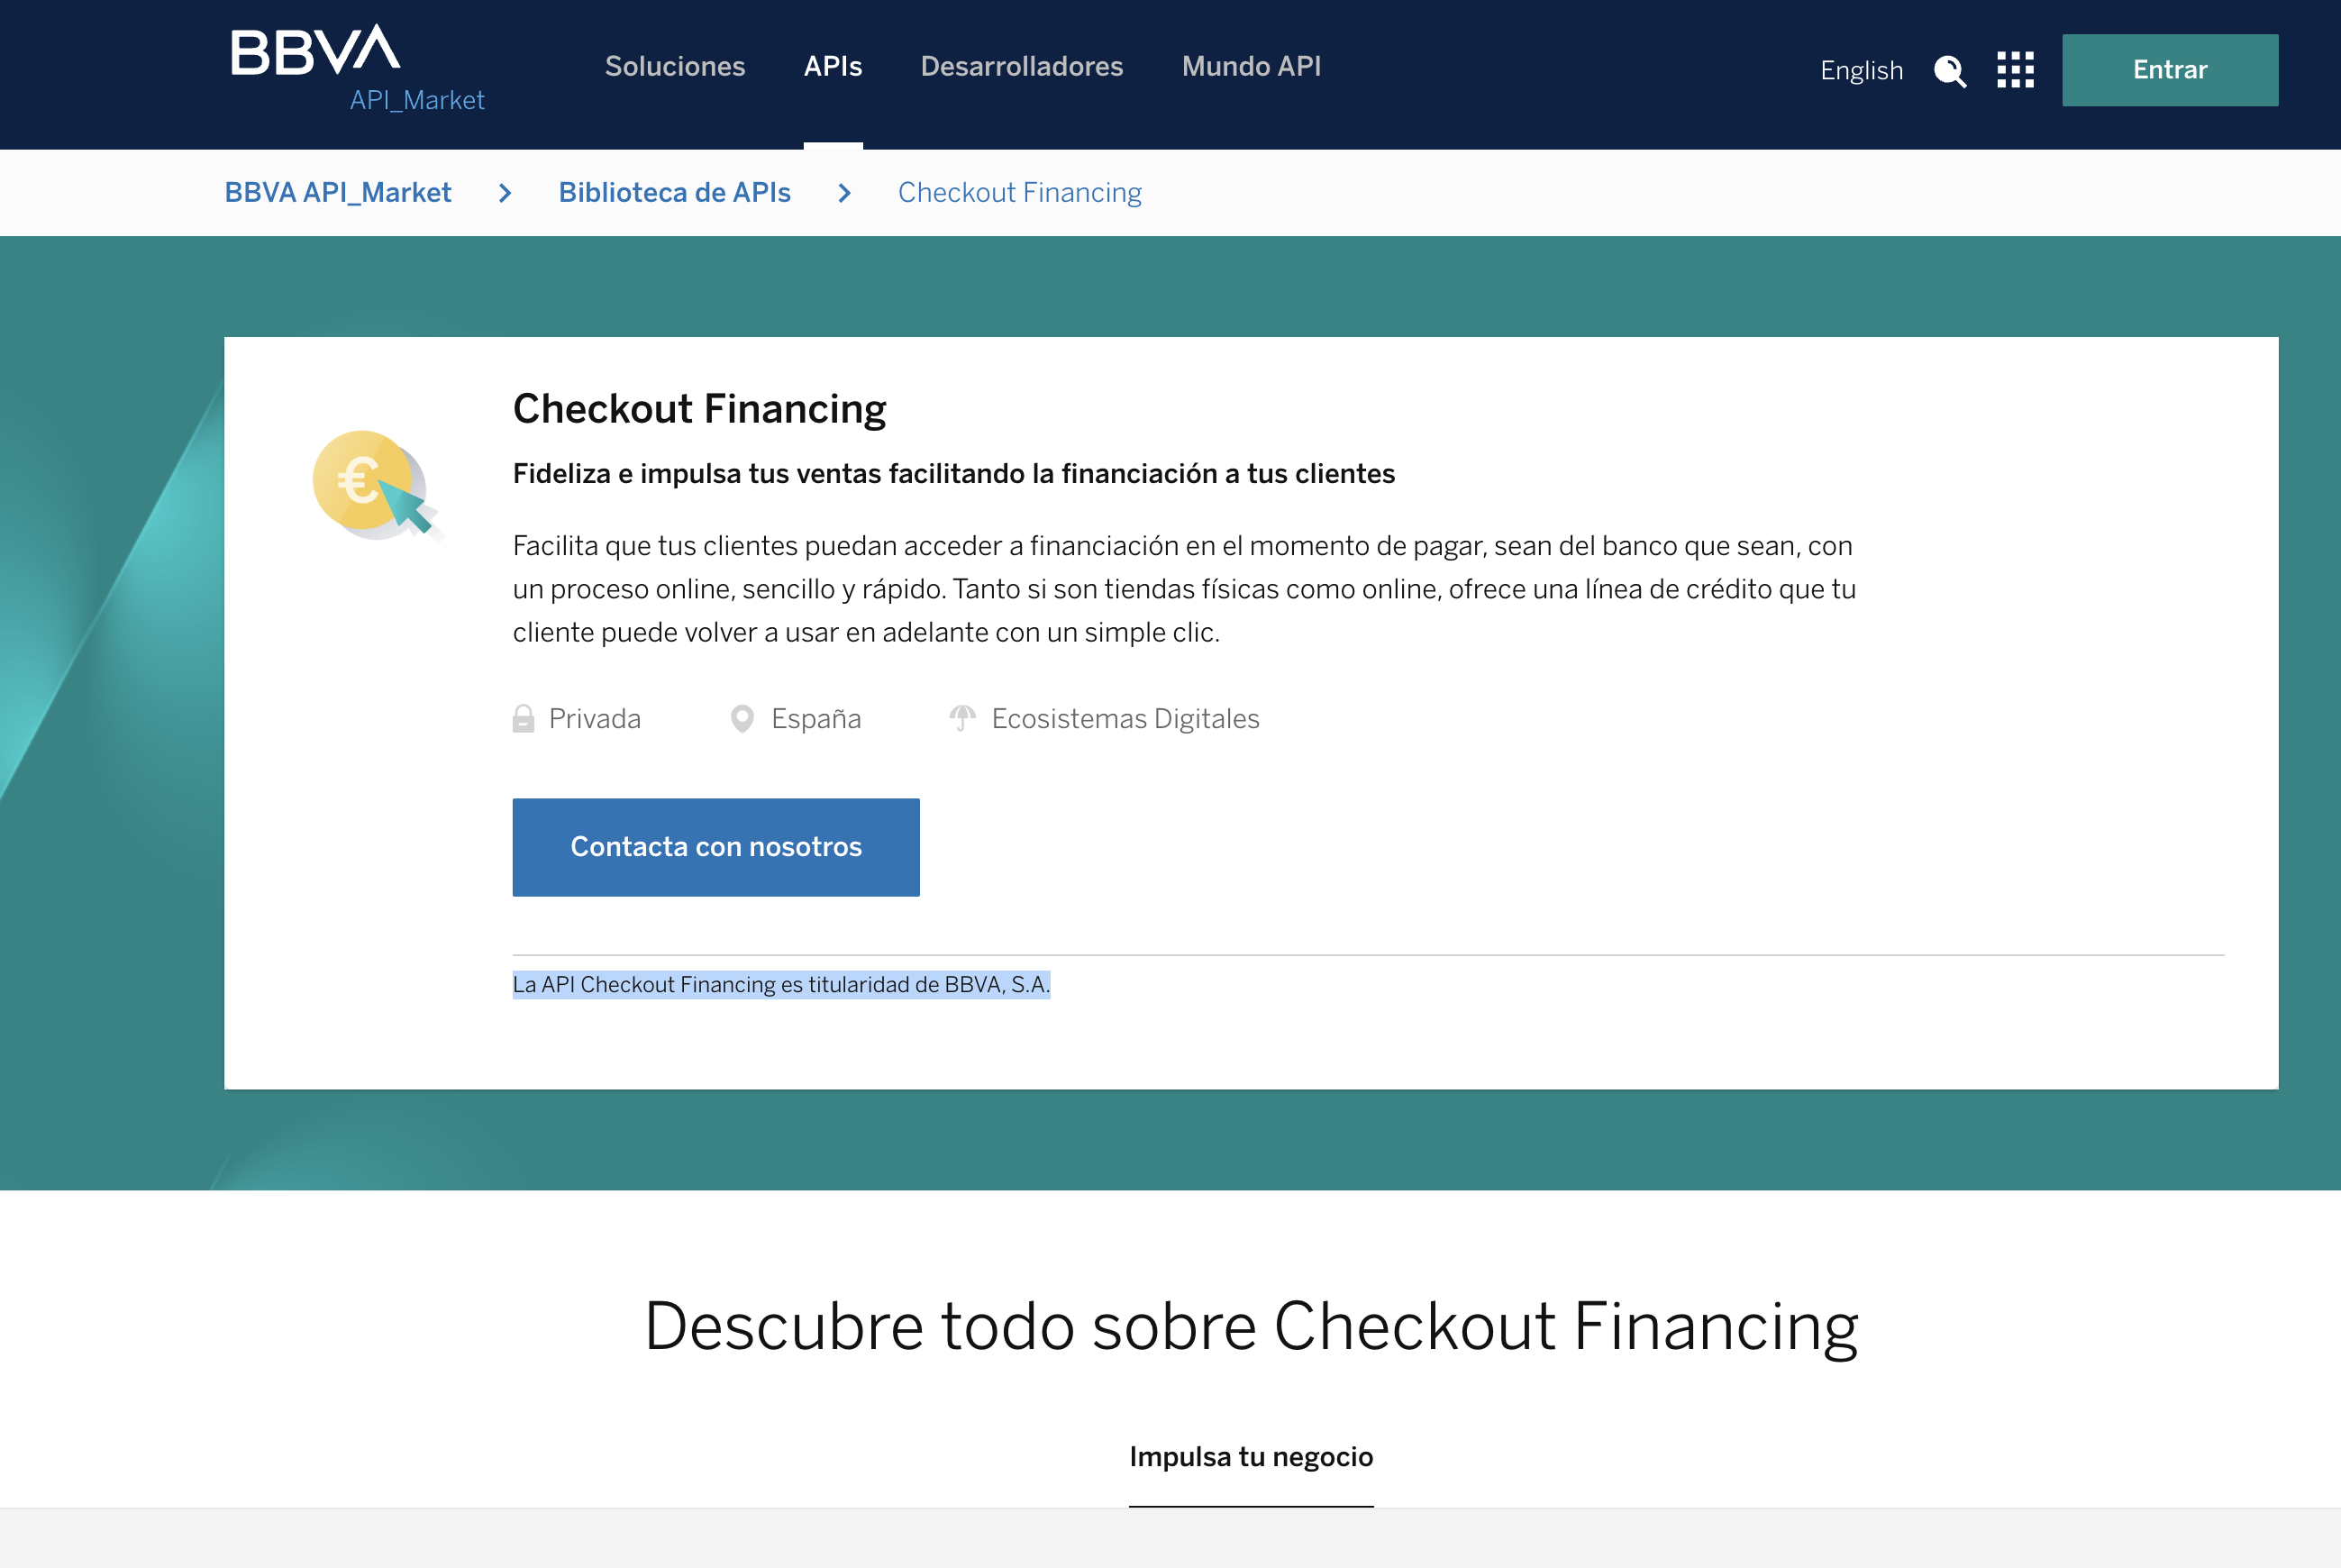 BBVA
API_Market
Soluciones
APIs
Desarrolladores
Mundo API
English
Entrar
BBVA API_Market
Biblioteca de APIs
Checkout Financing
Checkout Financing
Fideliza e impulsa tus ventas facilitando la financiación a tus clientes
Facilita que tus clientes puedan acceder a financiación en el momento de pagar, sean del banco que sean, con
un proceso online, sencillo y rápido. Tanto si son tiendas físicas como online, ofrece una línea de crédito que tu
cliente puede volver a usar en adelante con un simple clic.
€
Privada
España
Ecosistemas Digitales
Contacta con nosotros
La API Checkout Financing es titularidad de BBVA, S.A.
Descubre todo sobre Checkout Financing
Impulsa tu negocio